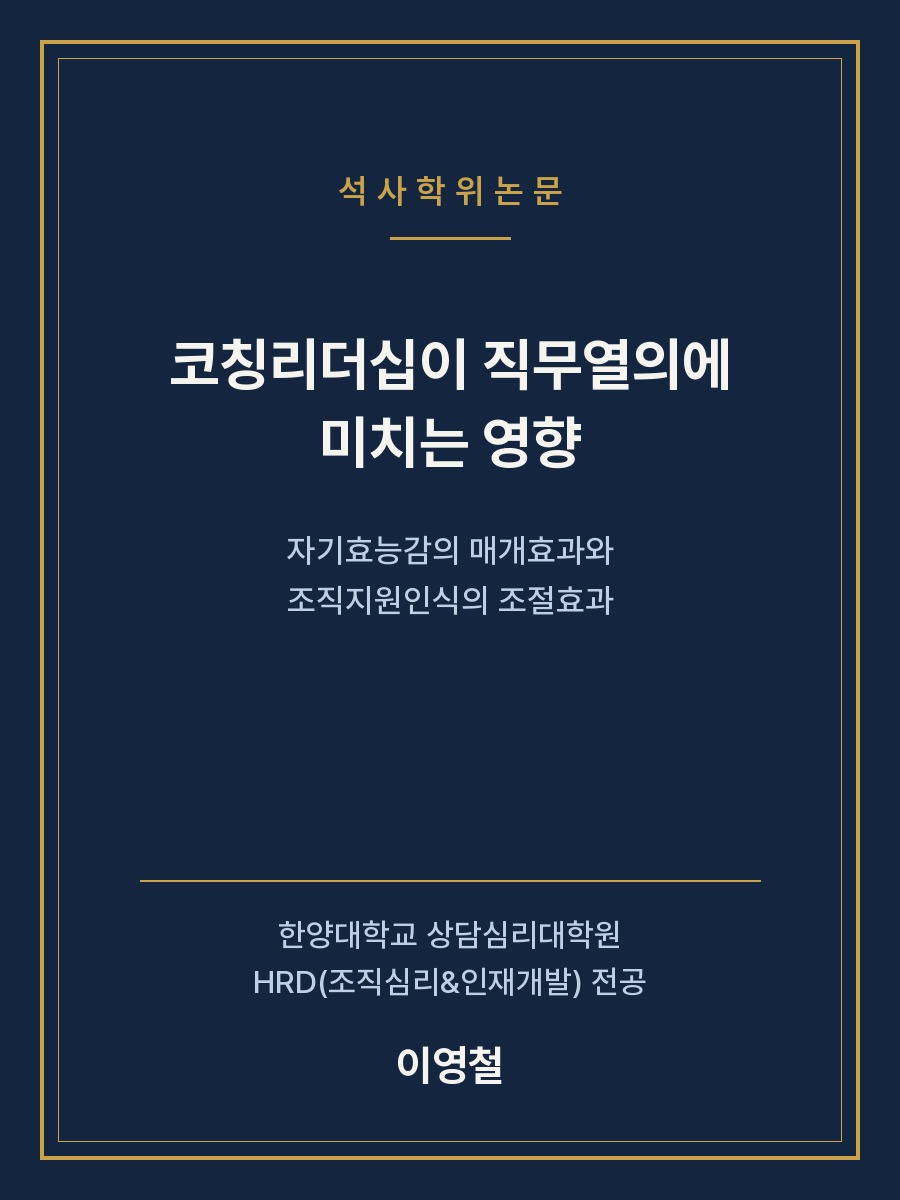 석사학위논문
코칭리더십이 직무열의에
미치는 영향
자기효능감의 매개효과와
조직지원인식의 조절효과
한양대학교 상담심리대학원
HRD(조직심리&인재개발) 전공
이영철